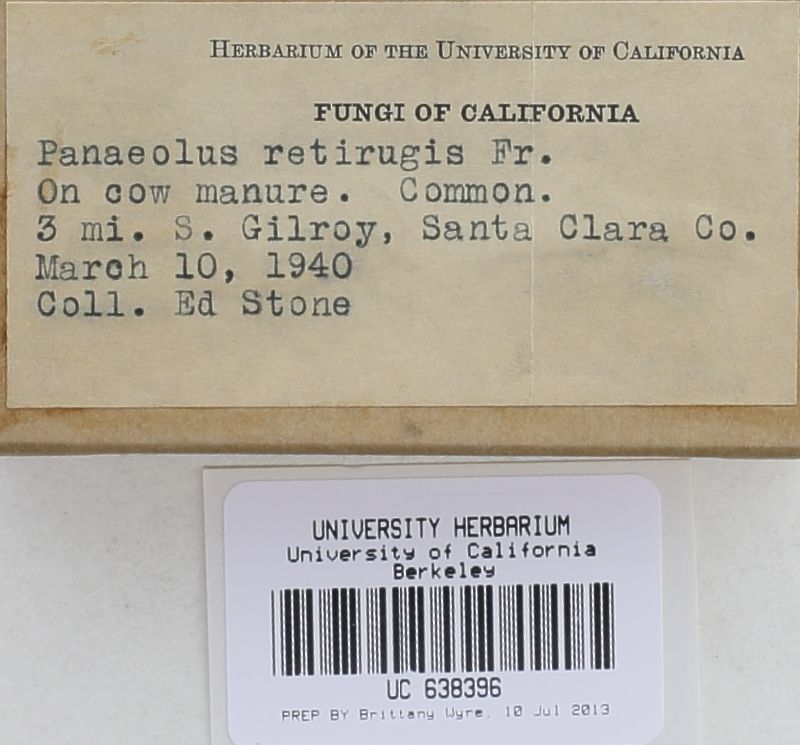 HERBARIUM OF THE UNIVERSITY OF CALIFORNIA
FUNGI OF CALIFORNIA
Panaeolus retirugis Fr.
On cow manure. Common.
3 mi. S. Gilroy, Santa Clara Co.
March 10, 1940
Coll. Ed Stone
UNIVERSITY HERBARIUM
University of California
Berkeley
UC 638396
PREP BY Brittany Wyre, 10 Jul 2013